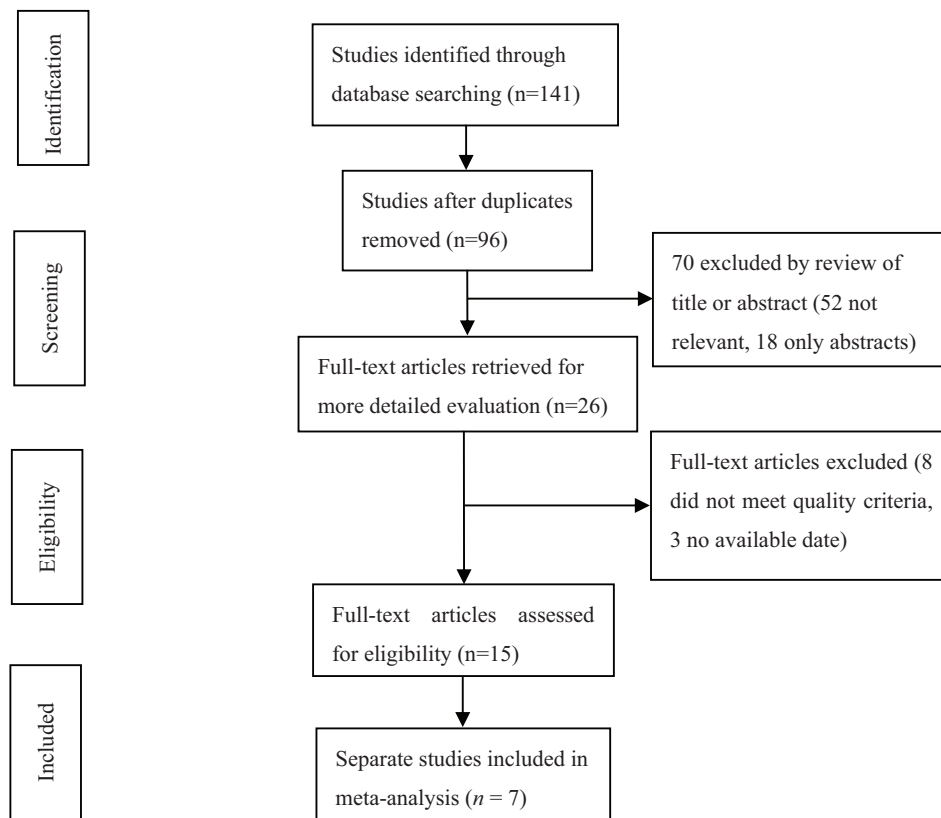 Identification
Studies identified through
database searching (n=141)
Studies after duplicates
removed (n=96)
Screening
70 excluded by review of
title or abstract (52 not
relevant, 18 only abstracts)
Full-text articles retrieved for
more detailed evaluation (n=26)
Eligibility
Full-text articles excluded (8
did not meet quality criteria,
3 no available date)
Full-text articles assessed
for eligibility (n=15)
Included
Separate studies included in
meta-analysis (n = 7)